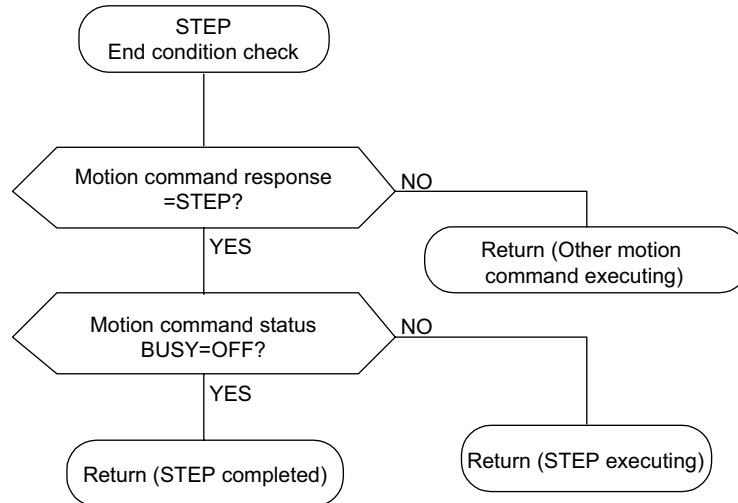 STEP
End condition check
Motion command response
=STEP?
NO
YES
Return (Other motion
command executing)
Motion command status
BUSY=OFF?
NO
YES
Return (STEP completed)
Return (STEP executing)